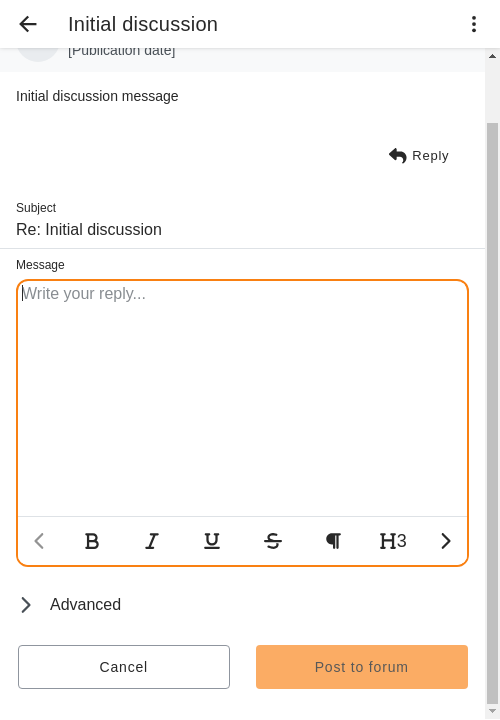 Initial discussion
[Publication date]
Initial discussion message
Reply
Subject
Re: Initial discussion
Message
Write your reply...
B I U S ¶ H3
Advanced
Cancel
Post to forum